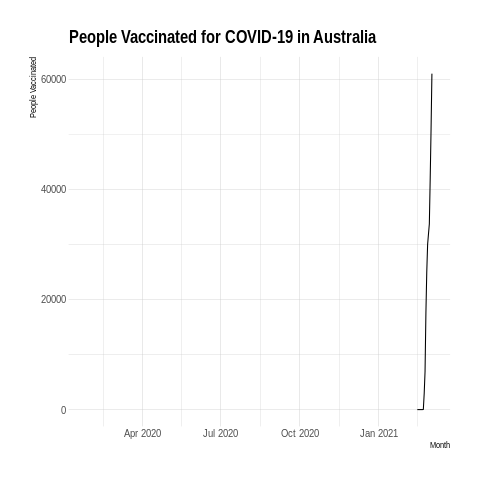 People Vaccinated for COVID-19 in Australia
People Vaccinated
60000
40000
20000
0
Apr 2020 Jul 2020 Oct 2020 Jan 2021
Month